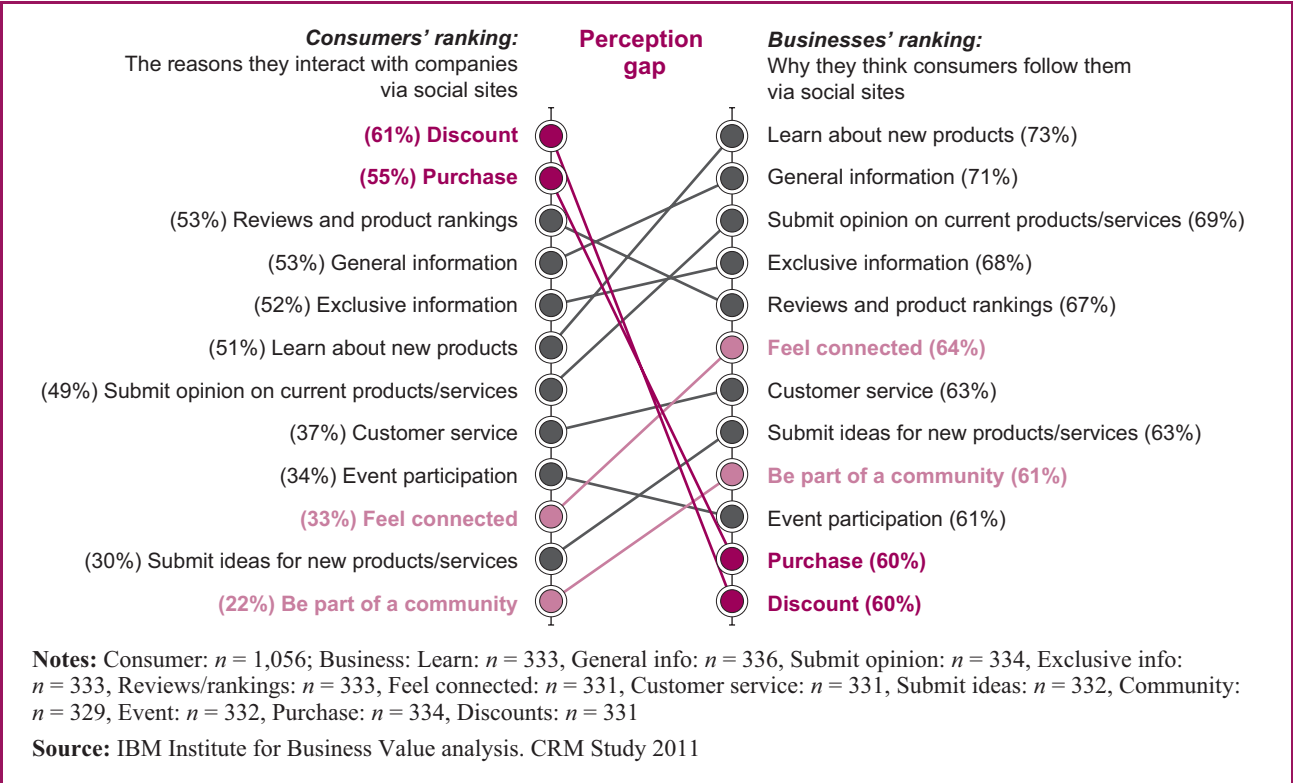 Consumers’ ranking:
The reasons they interact with companies
via social sites
Perception
gap
Businesses’ ranking:
Why they think consumers follow them
via social sites
(61%) Discount
(55%) Purchase
(53%) Reviews and product rankings
(53%) General information
(52%) Exclusive information
(51%) Learn about new products
(49%) Submit opinion on current products/services
(37%) Customer service
(34%) Event participation
(33%) Feel connected
(30%) Submit ideas for new products/services
(22%) Be part of a community
Learn about new products (73%)
General information (71%)
Submit opinion on current products/services (69%)
Exclusive information (68%)
Reviews and product rankings (67%)
Feel connected (64%)
Customer service (63%)
Submit ideas for new products/services (63%)
Be part of a community (61%)
Event participation (61%)
Purchase (60%)
Discount (60%)
Notes: Consumer: n = 1,056; Business: Learn: n = 333, General info: n = 336, Submit opinion: n = 334, Exclusive info:
n = 333, Reviews/rankings: n = 333, Feel connected: n = 331, Customer service: n = 331, Submit ideas: n = 332, Community:
n = 329, Event: n = 332, Purchase: n = 334, Discounts: n = 331
Source: IBM Institute for Business Value analysis. CRM Study 2011